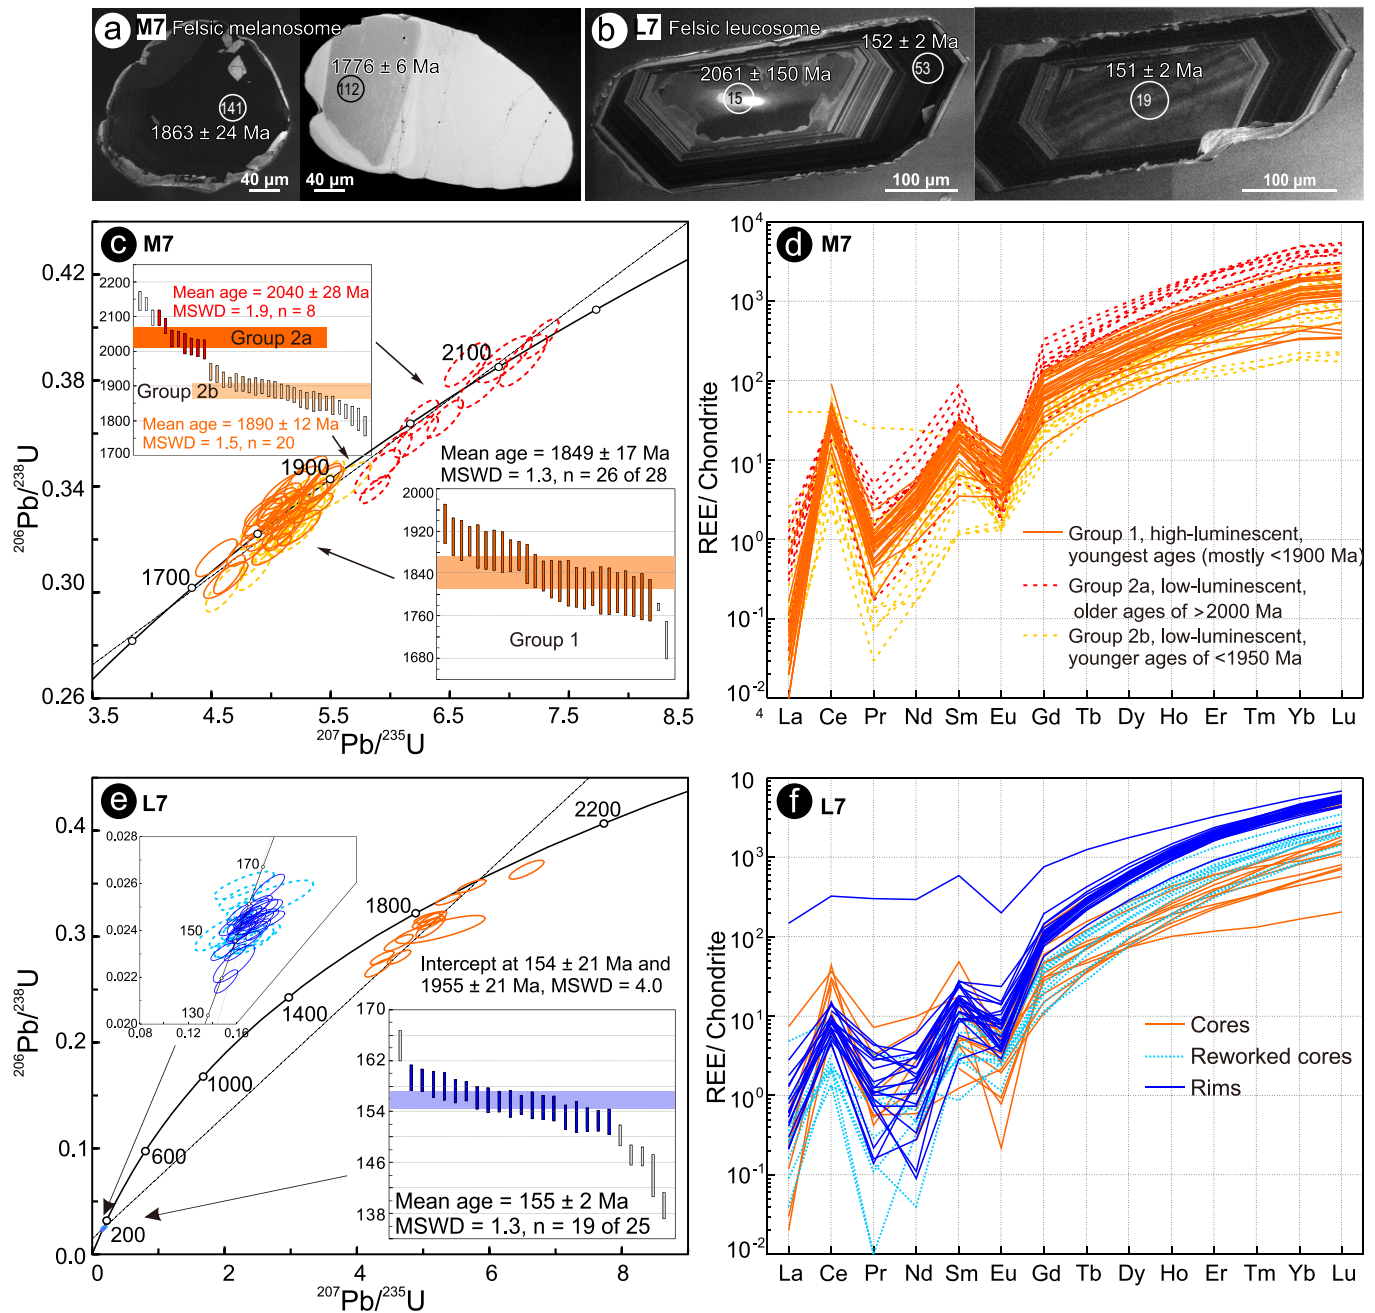 a M7 Felsic melanosome
1776 ± 6 Ma
112
141
1863 ± 24 Ma
40 µm
40 µm
b L7 Felsic leucosome
152 ± 2 Ma
53
2061 ± 150 Ma
15
151 ± 2 Ma
19
100 µm
100 µm
c M7
206Pb/238U
0.42
0.38
0.34
0.30
0.26
3.5 4.5 5.5 6.5 7.5 8.5
207Pb/235U
1700
1900
2100
2200
2100
2000
1900
1800
1700
Mean age = 2040 ± 28 Ma
MSWD = 1.9, n = 8
Group 2a
Group 2b
Mean age = 1890 ± 12 Ma
MSWD = 1.5, n = 20
Mean age = 1849 ± 17 Ma
MSWD = 1.3, n = 26 of 28
2000
1920
1840
1760
1680
Group 1
d M7
REE/ Chondrite
10^4
10^3
10^2
10^1
10^0
10^-1
10^-2
4
La Ce Pr Nd Sm Eu Gd Tb Dy Ho Er Tm Yb Lu
Group 1, high-luminescent,
youngest ages (mostly <1900 Ma)
Group 2a, low-luminescent,
older ages of >2000 Ma
Group 2b, low-luminescent,
younger ages of <1950 Ma
e L7
206Pb/238U
0.4
0.3
0.2
0.1
0.0
0 2 4 6 8
207Pb/235U
200
600
1000
1400
1800
2200
0.028
0.026
0.024
0.022
0.020
0.08 0.12 0.16
170
150
130
Intercept at 154 ± 21 Ma and
1955 ± 21 Ma, MSWD = 4.0
170
162
154
146
138
Mean age = 155 ± 2 Ma
MSWD = 1.3, n = 19 of 25
f L7
REE/ Chondrite
10
10^3
10^2
10^1
10^0
10^-1
10^-2
La Ce Pr Nd Sm Eu Gd Tb Dy Ho Er Tm Yb Lu
Cores
Reworked cores
Rims